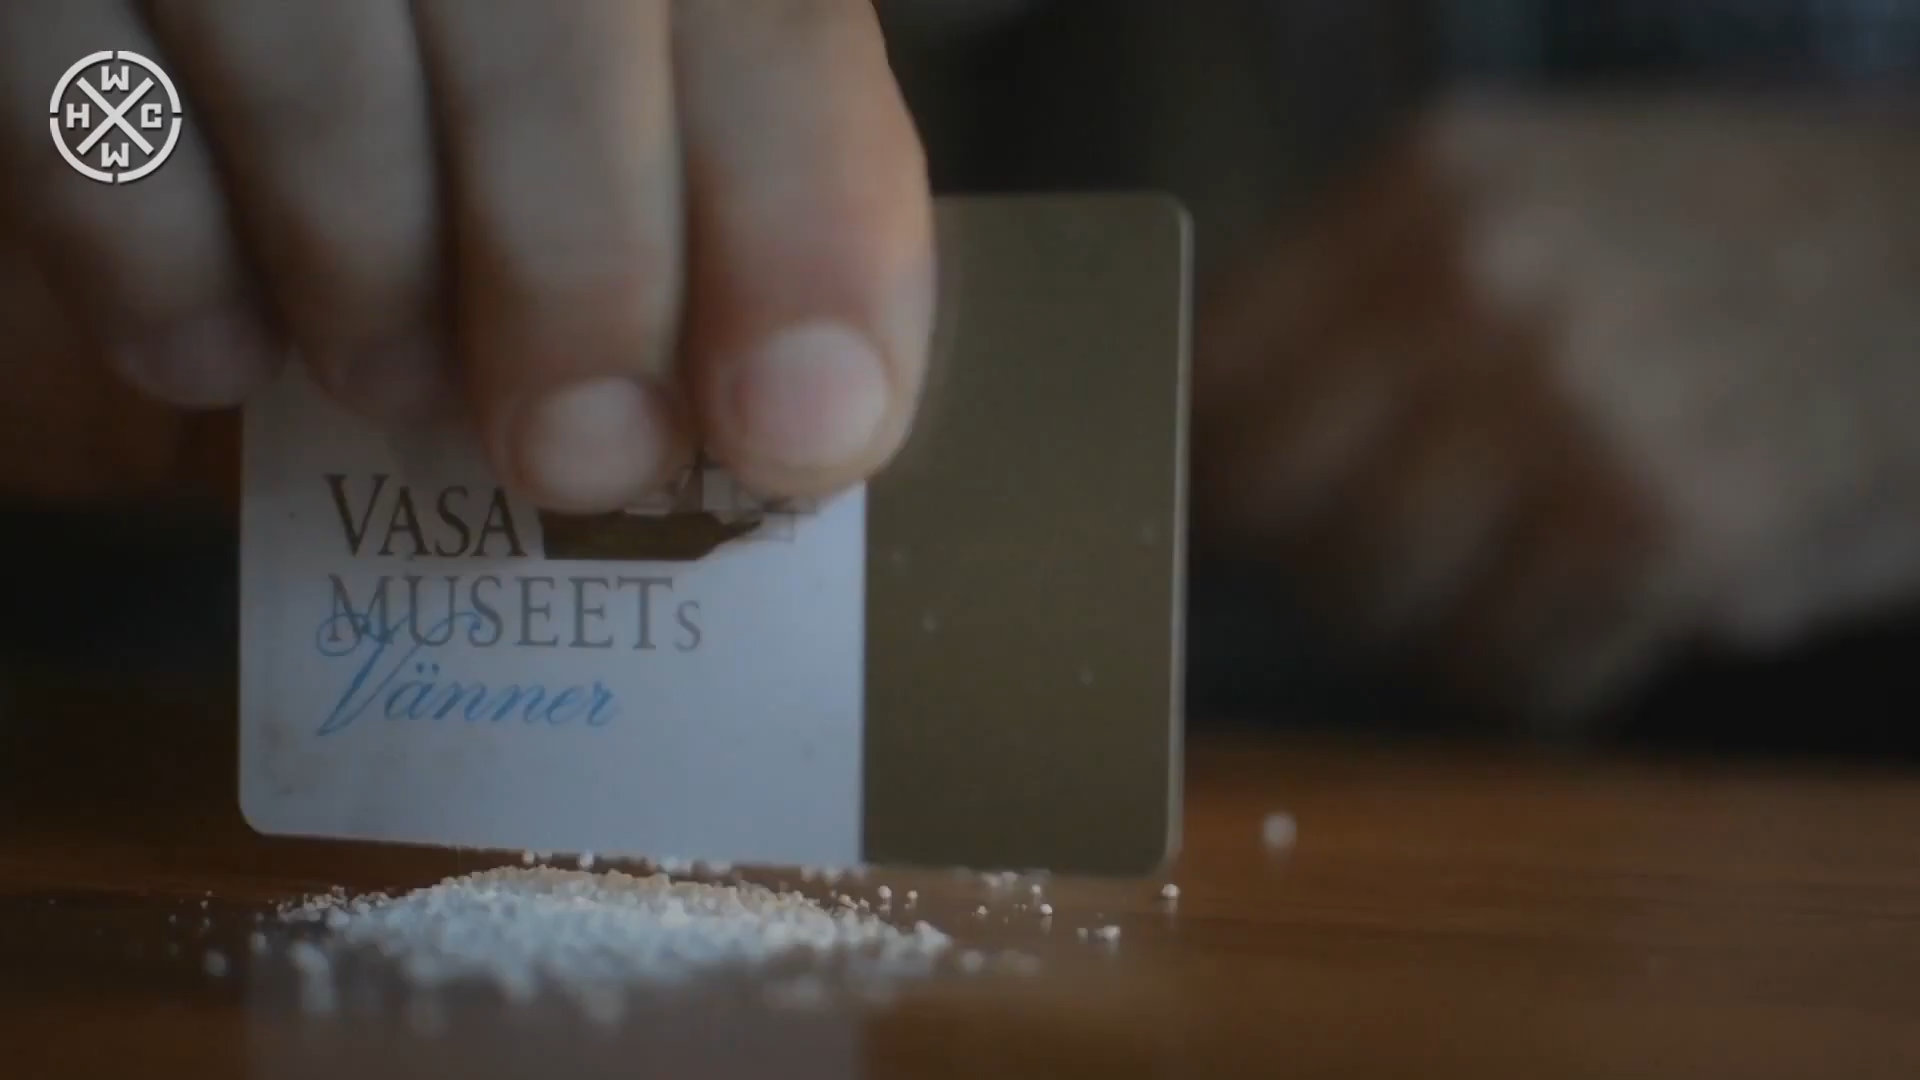 W
H G
W
VASA
MUSEETS
Vänner